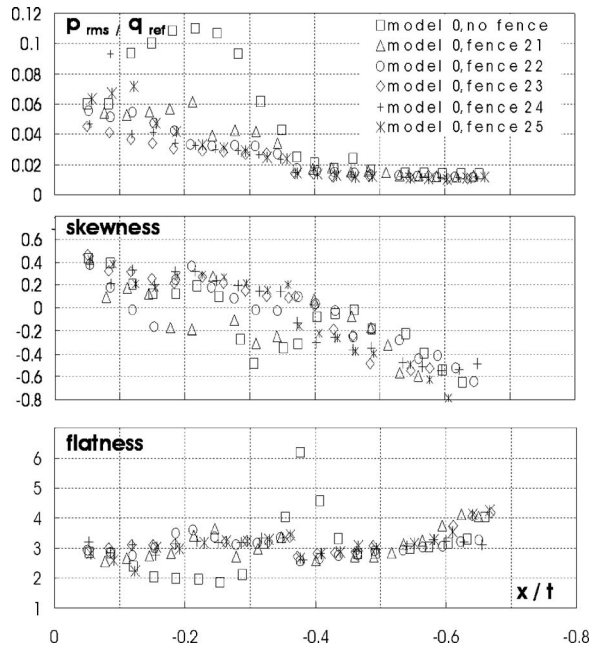 p rms / q ref
0.12
0.1
0.08
0.06
0.04
0.02
0
model 0, no fence
model 0, fence 21
model 0, fence 22
model 0, fence 23
model 0, fence 24
model 0, fence 25
skewness
0.6
0.4
0.2
0
-0.2
-0.4
-0.6
-0.8
flatness
6
5
4
3
2
1
x / t
0
-0.2
-0.4
-0.6
-0.8